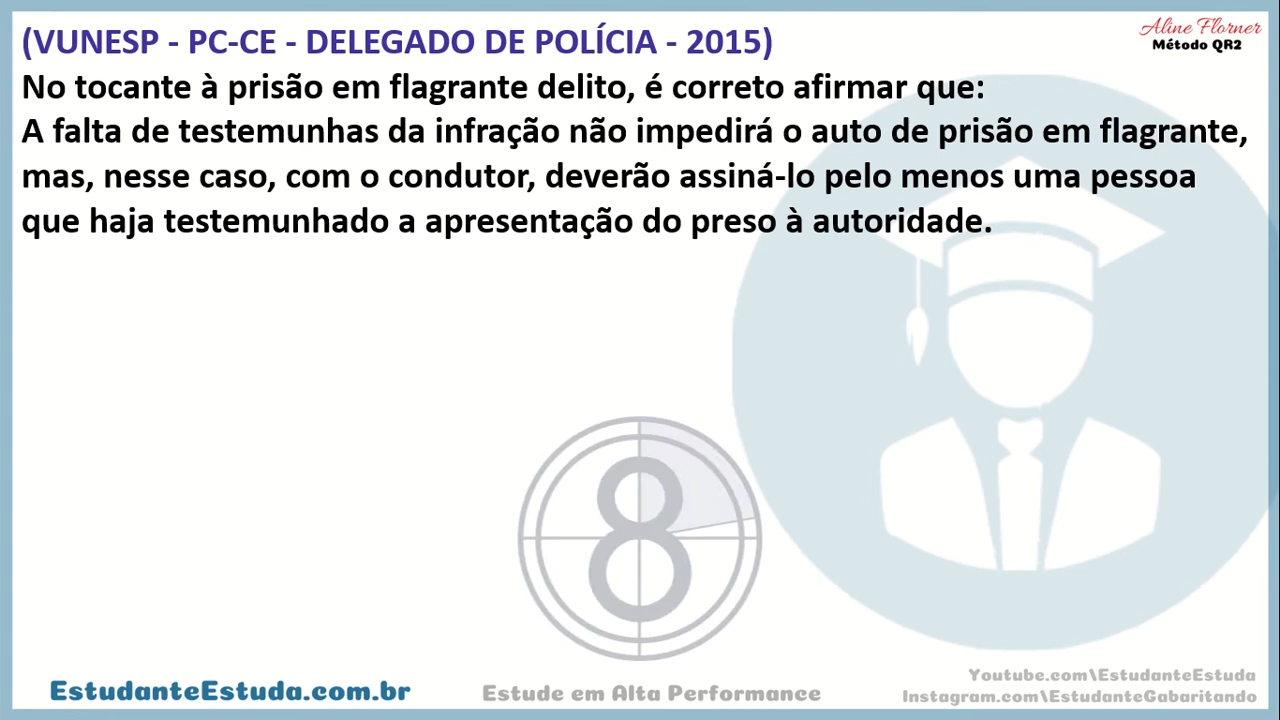 Aline Florner
Método QR2
(VUNESP - PC-CE - DELEGADO DE POLÍCIA - 2015)
No tocante à prisão em flagrante delito, é correto afirmar que:
A falta de testemunhas da infração não impedirá o auto de prisão em flagrante,
mas, nesse caso, com o condutor, deverão assiná-lo pelo menos uma pessoa
que haja testemunhado a apresentação do preso à autoridade.
8
EstudanteEstuda.com.br
Estude em Alta Performance
Youtube.com\EstudanteEstuda
Instagram.com\EstudanteGabaritando